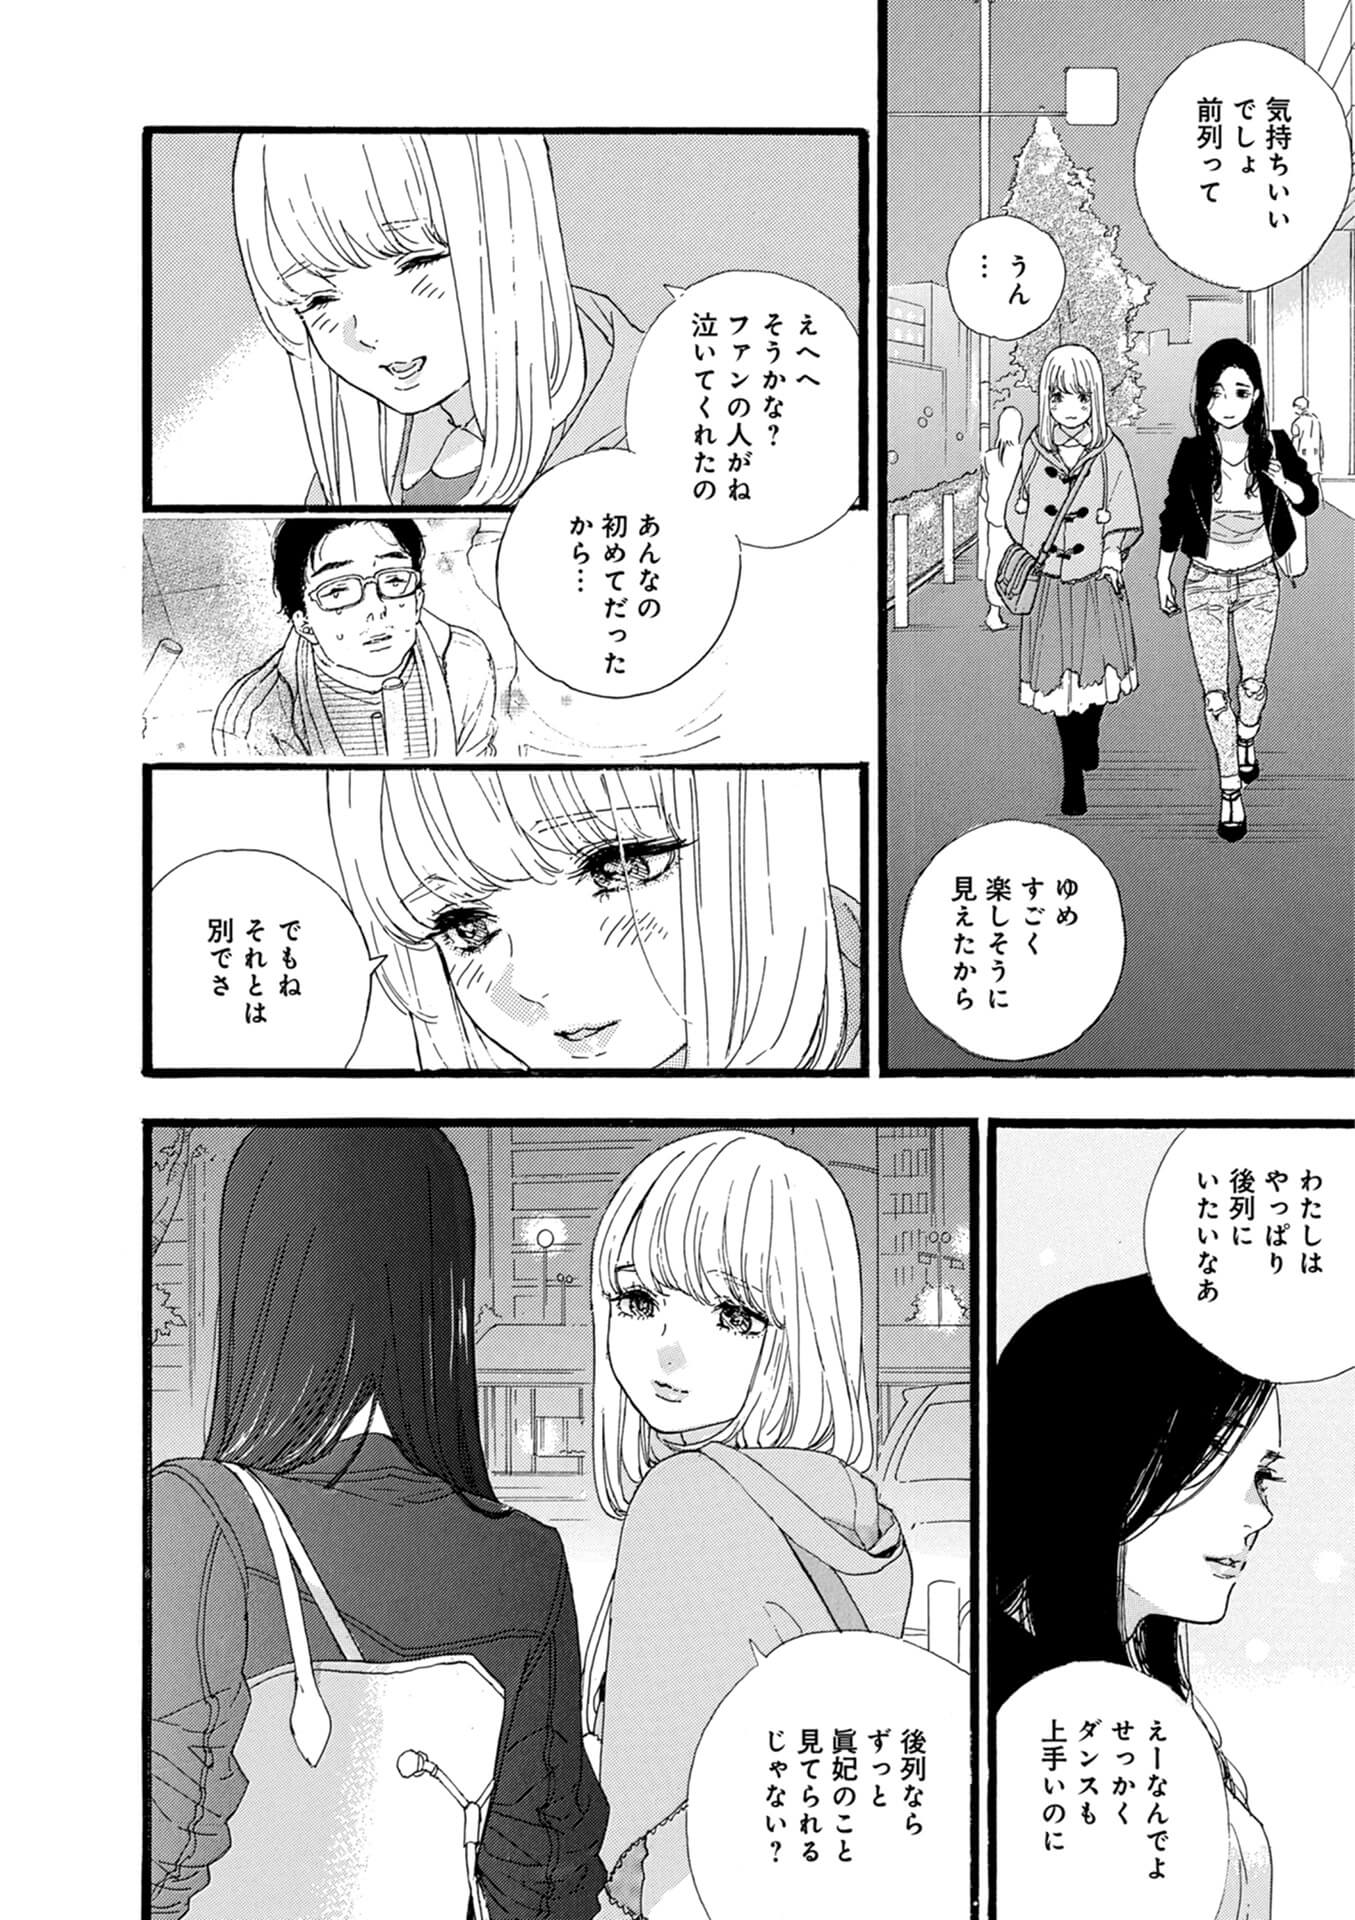 気持ちいい
でしょ
前列って
うん
…
ゆめ
すごく
楽しそうに
見えたから
えへへ
そうかな？
ファンの人がね
泣いてくれたの
あんなの
初めてだった
から…
でもね
それとは
別でさ
わたしは
やっぱり
後列に
いたいなあ
えーなんでよ
せっかく
ダンスも
上手いのに
後列なら
ずっと
眞妃のこと
見てられる
じゃない？